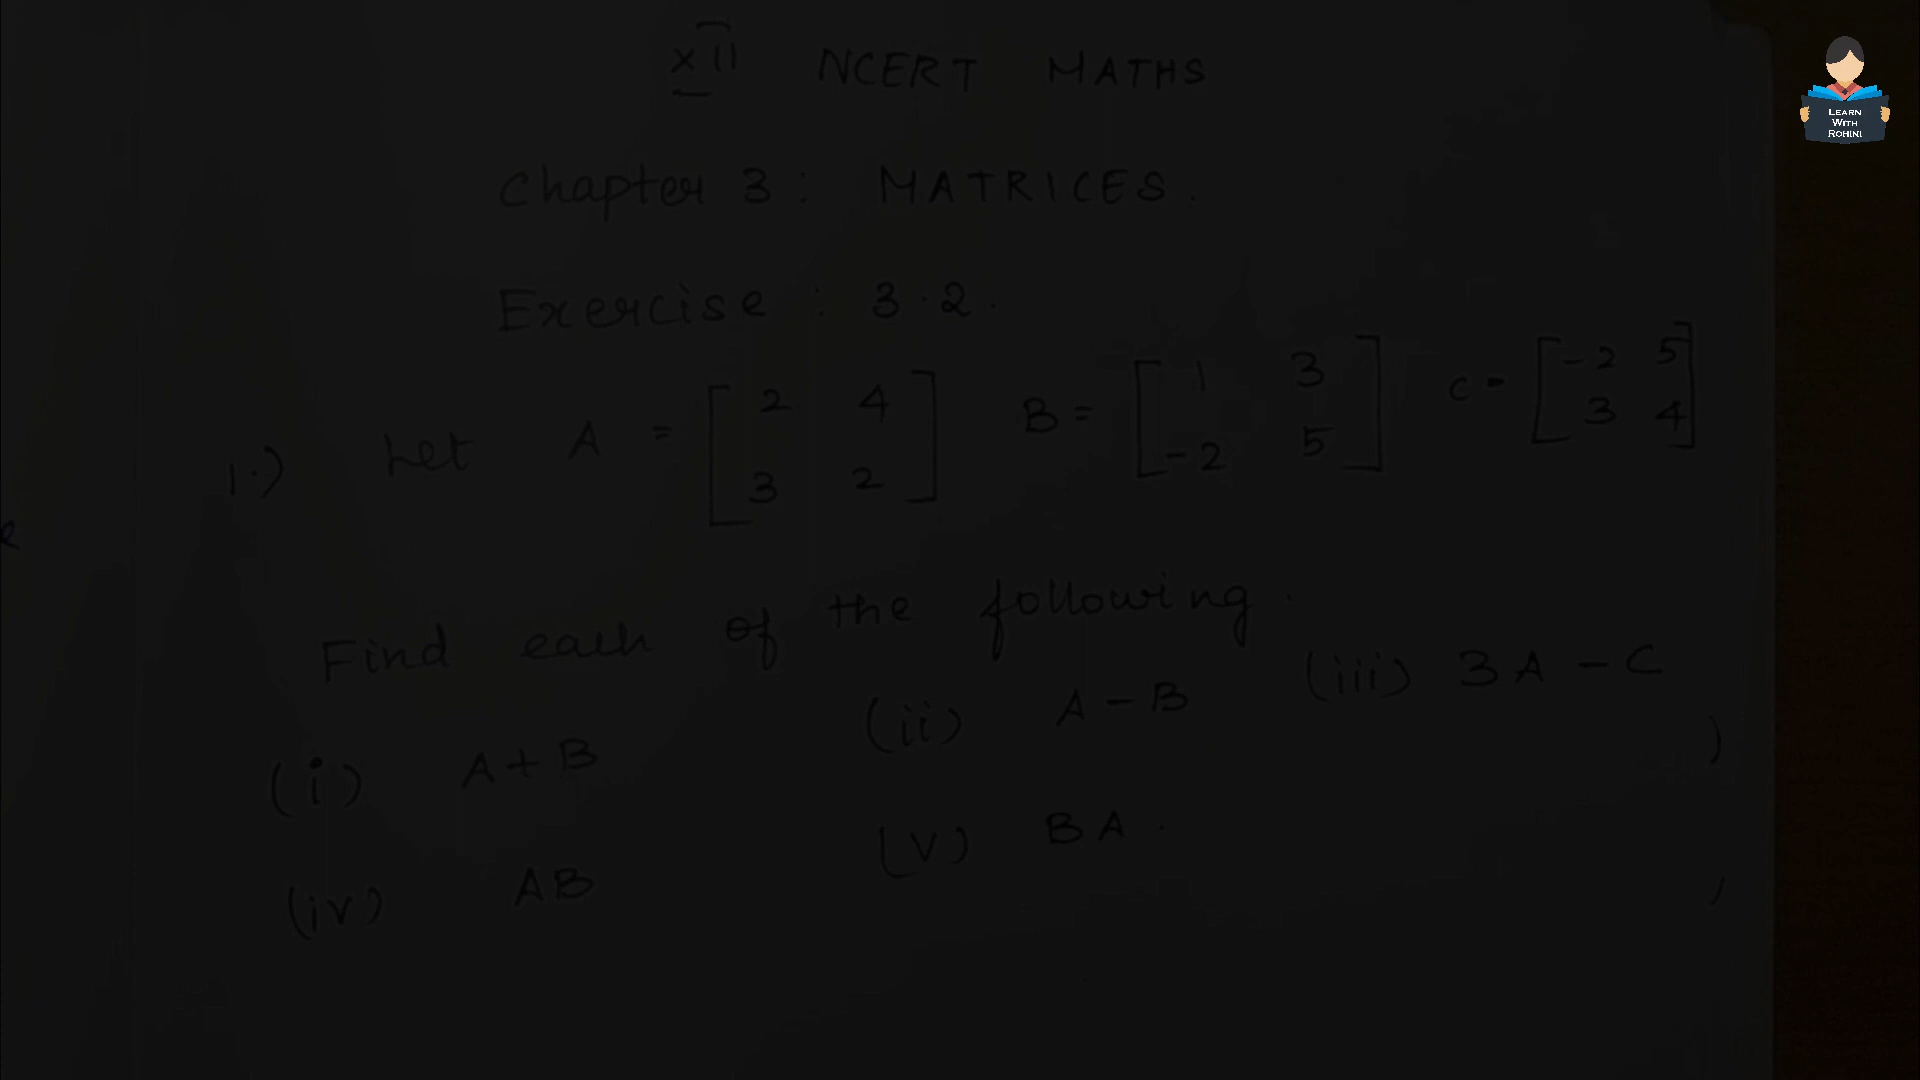 XII NCERT MATHS
Chapter 3 : MATRICES.
Exercise : 3.2.
1.) Let A = [ 2 4 B = [ 1 3 C = [ -2 5
3 2 ] -2 5 ] 3 4 ]
Find each of the following.
(i) A+B (ii) A-B (iii) 3A-C
(iv) AB (v) BA.
LEARN
WITH
ROHINI